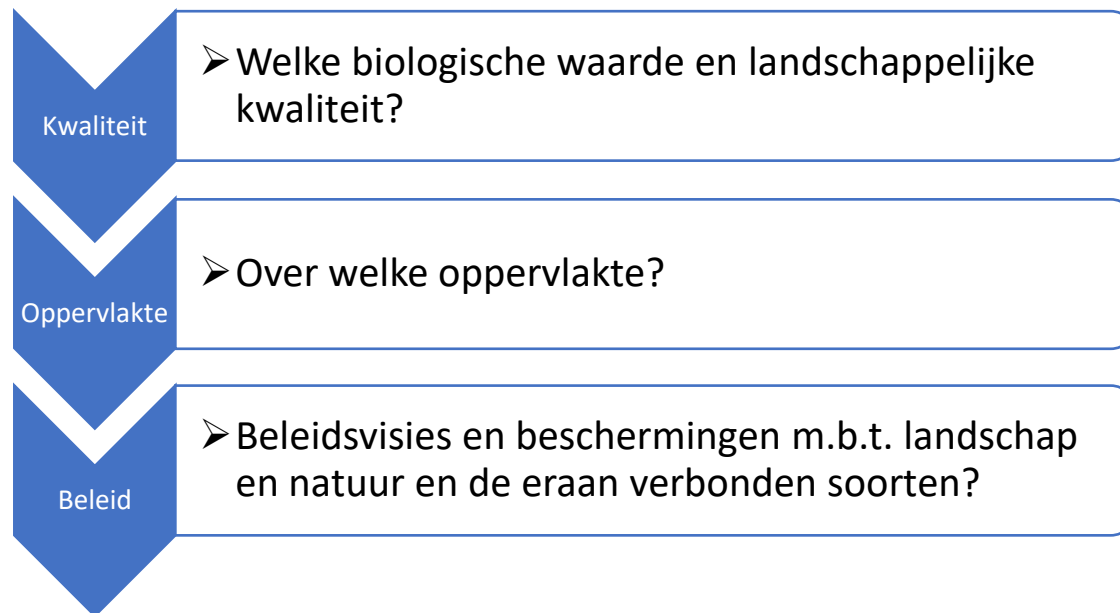 Kwaliteit
➢Welke biologische waarde en landschappelijke
kwaliteit?
Oppervlakte
➢Over welke oppervlakte?
Beleid
➢Beleidsvisies en beschermingen m.b.t. landschap
en natuur en de eraan verbonden soorten?